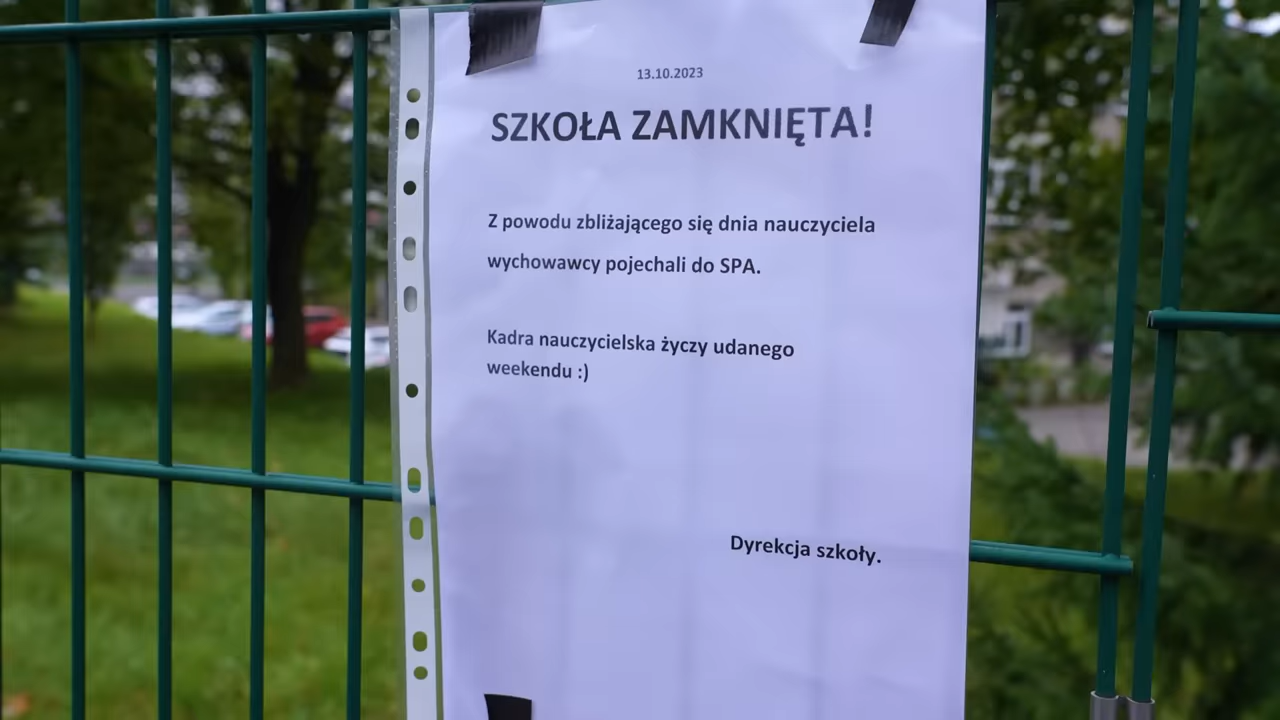 13.10.2023
SZKOŁA ZAMKNIĘTA!
Z powodu zbliżającego się dnia nauczyciela
wychowawcy pojechali do SPA.
Kadra nauczycielska życzy udanego
weekendu :)
Dyrekcja szkoły.